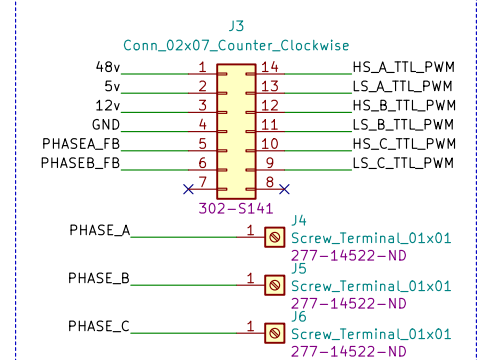 J3
Conn_02x07_Counter_Clockwise
48v 1 14 HS_A_TTL_PWM
5v 2 13 LS_A_TTL_PWM
12v 3 12 HS_B_TTL_PWM
GND 4 11 LS_B_TTL_PWM
PHASEA_FB 5 10 HS_C_TTL_PWM
PHASEB_FB 6 9 LS_C_TTL_PWM
7 8
302-S141
PHASE_A 1 J4
Screw_Terminal_01x01
277-14522-ND
PHASE_B 1 J5
Screw_Terminal_01x01
277-14522-ND
PHASE_C 1 J6
Screw_Terminal_01x01
277-14522-ND